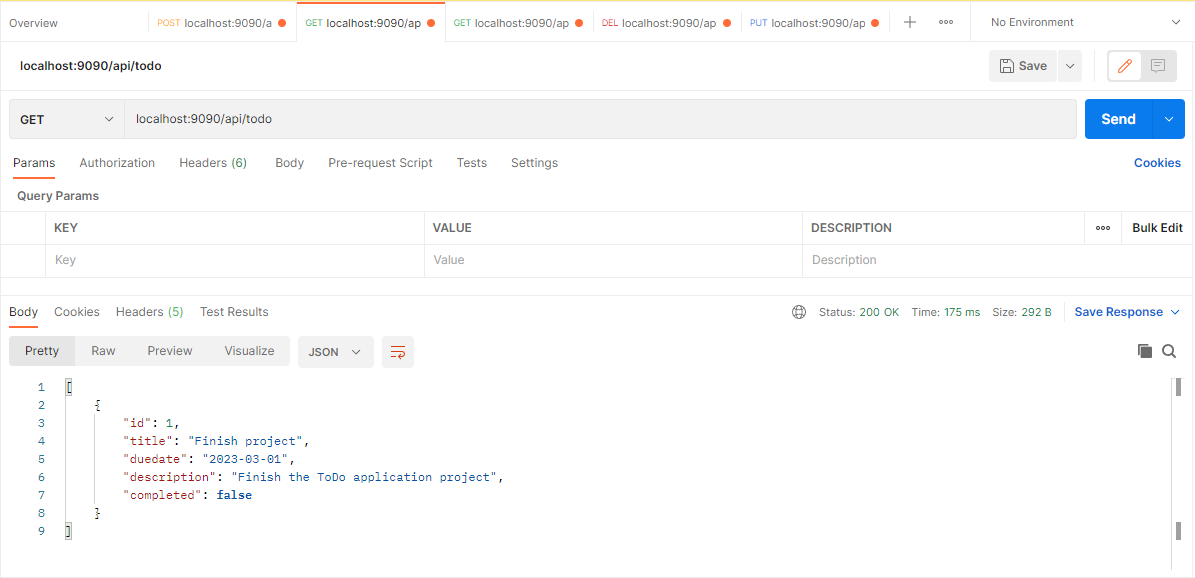 Overview POST localhost:9090/a GET localhost:9090/ap GET localhost:9090/ap DEL localhost:9090/ap PUT localhost:9090/ap No Environment
localhost:9090/api/todo Save
GET localhost:9090/api/todo Send
Params Authorization Headers (6) Body Pre-request Script Tests Settings Cookies
Query Params
KEY VALUE DESCRIPTION Bulk Edit
Key Value Description
Body Cookies Headers (5) Test Results Status: 200 OK Time: 175 ms Size: 292 B Save Response
Pretty Raw Preview Visualize JSON
1 [
2 {
3 "id": 1,
4 "title": "Finish project",
5 "duedate": "2023-03-01",
6 "description": "Finish the ToDo application project",
7 "completed": false
8 }
9 ]